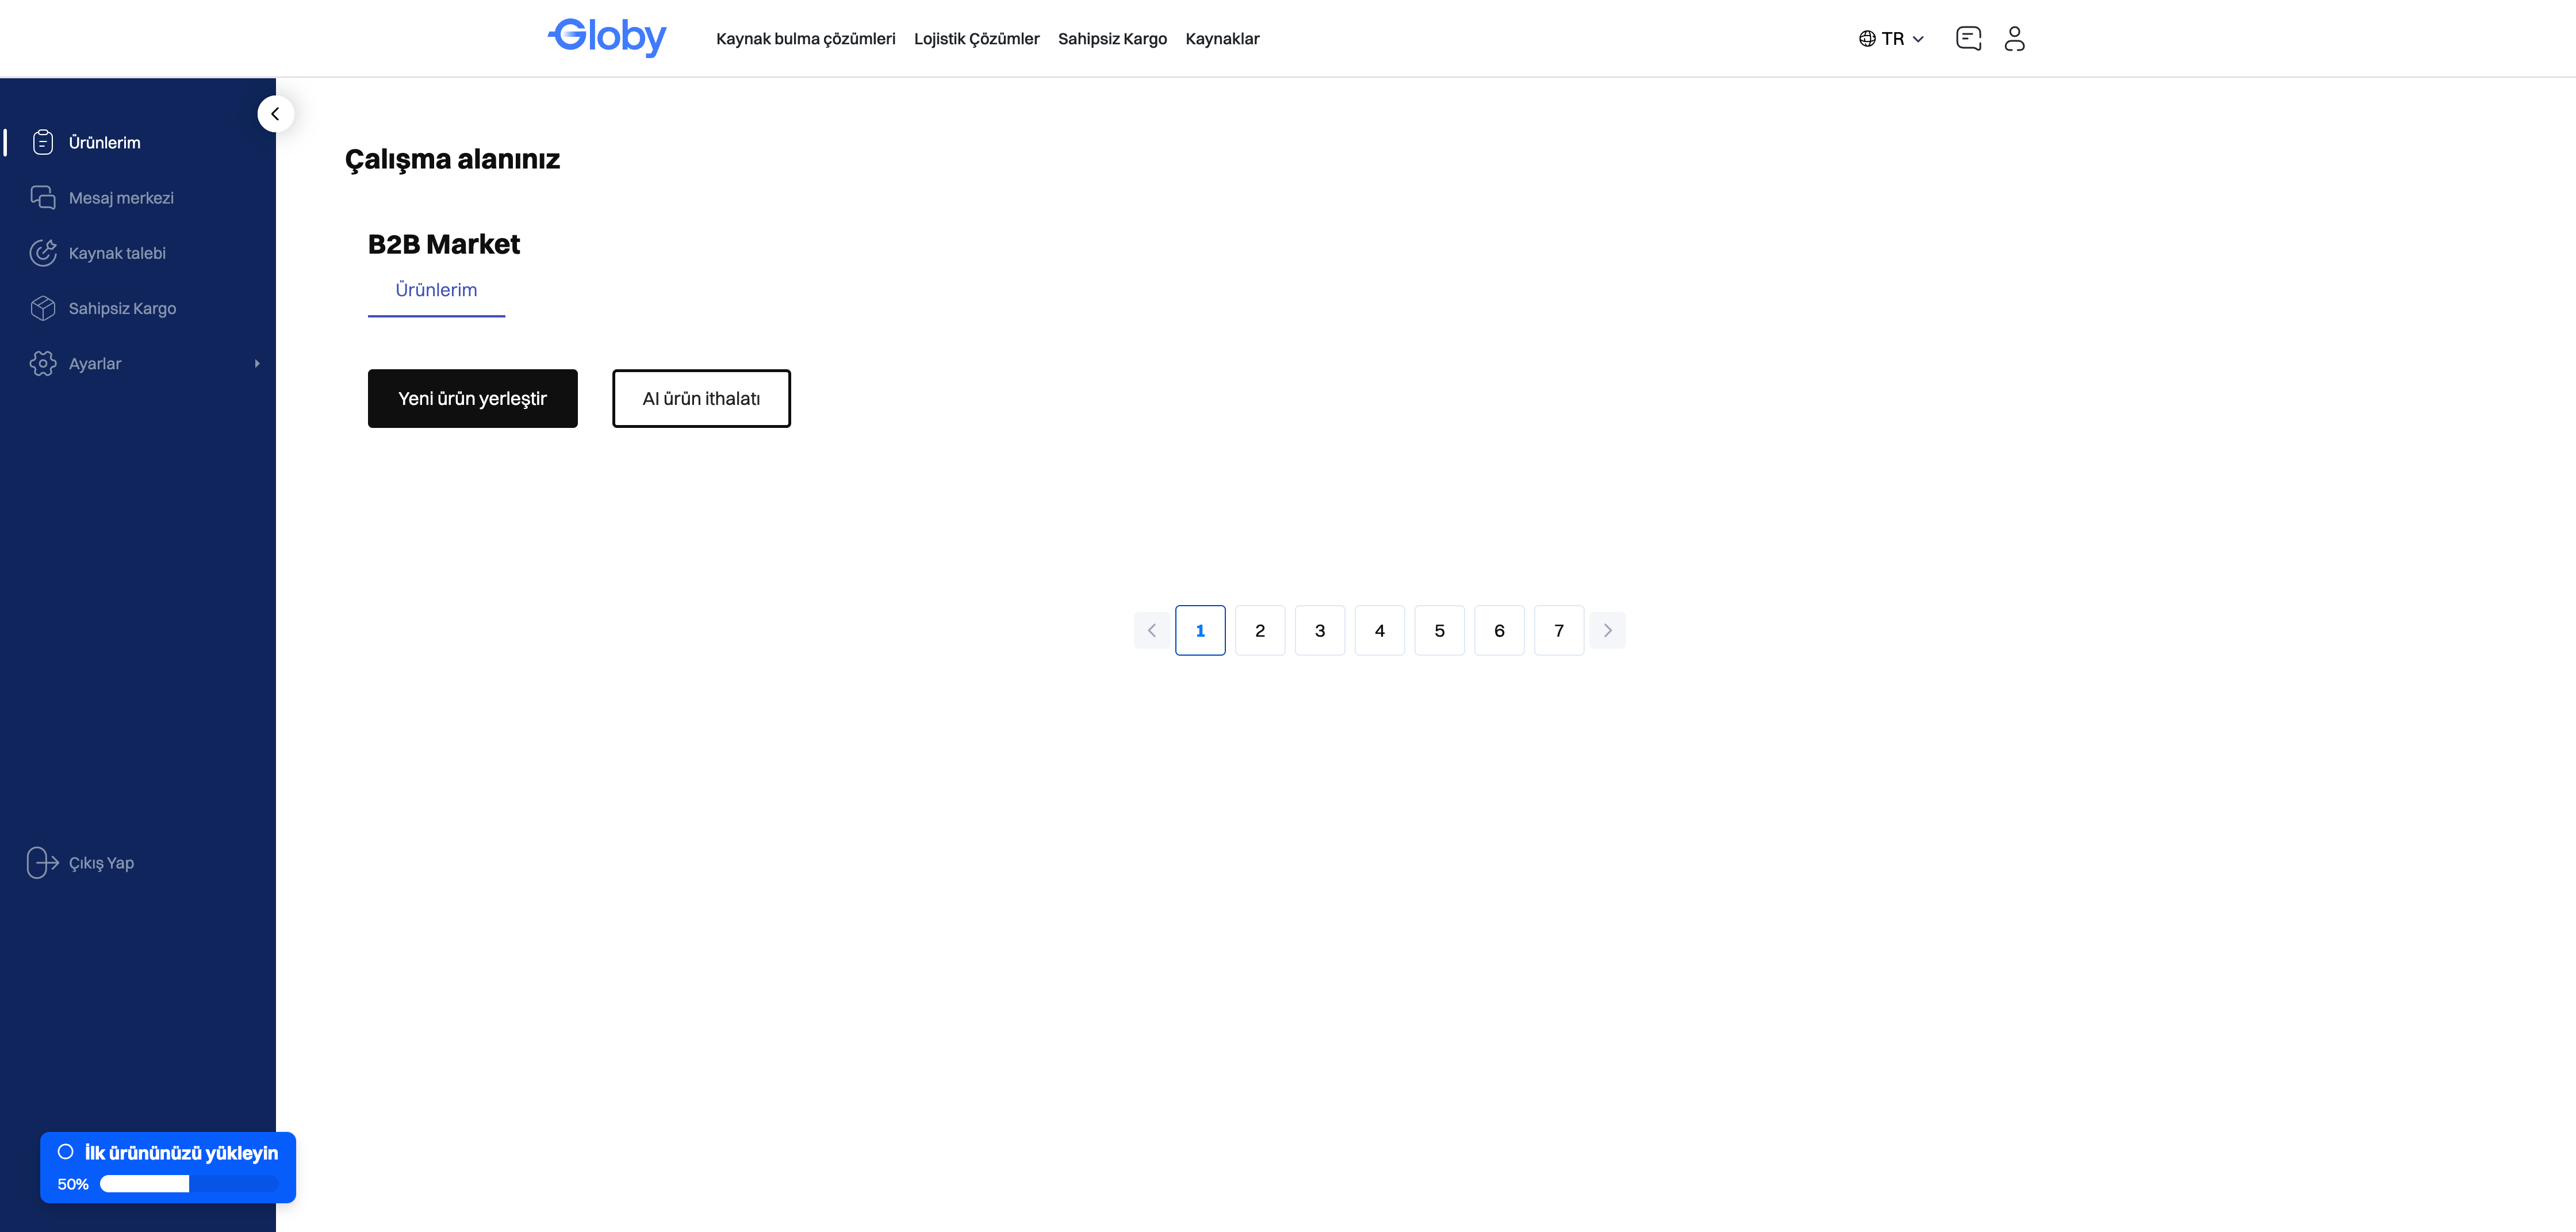 Globy
Kaynak bulma çözümleri
Lojistik Çözümler
Sahipsiz Kargo
Kaynaklar
TR
Ürünlerim
Mesaj merkezi
Kaynak talebi
Sahipsiz Kargo
Ayarlar
Çıkış Yap
İlk ürününüzü yükleyin
50%
Çalışma alanınız
B2B Market
Ürünlerim
Yeni ürün yerleştir
AI ürün ithalatı
1 2 3 4 5 6 7